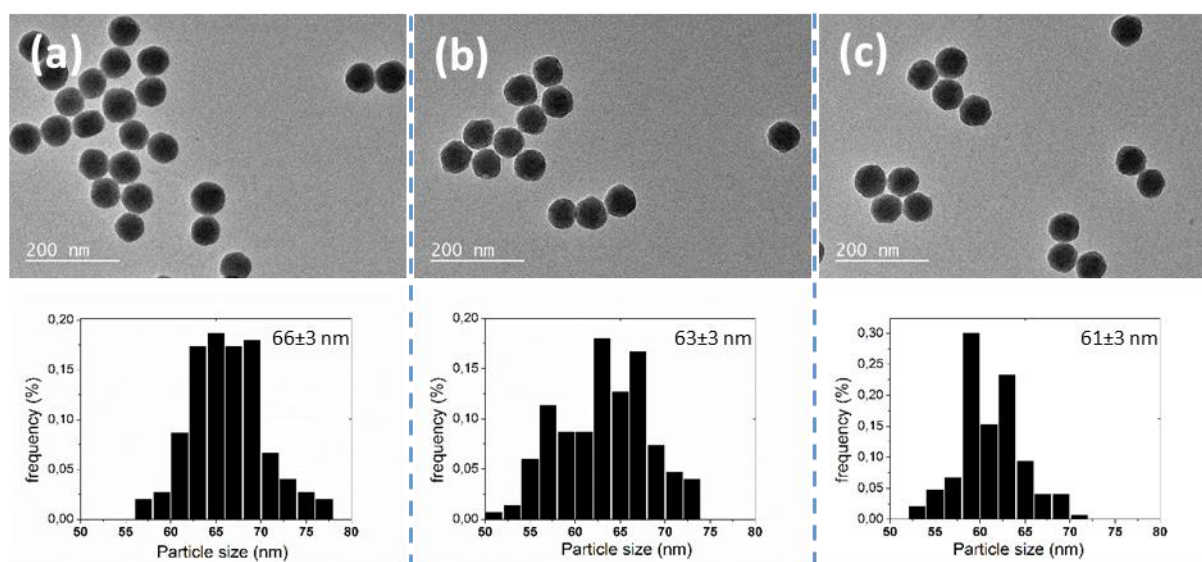 (a)
200 nm
(b)
200 nm
(c)
200 nm
66±3 nm
0,20
0,15
0,10
0,05
0,00
frequency (%)
50 55 60 65 70 75 80
Particle size (nm)
63±3 nm
0,20
0,15
0,10
0,05
0,00
frequency (%)
50 55 60 65 70 75 80
Particle size (nm)
61±3 nm
0,30
0,25
0,20
0,15
0,10
0,05
0,00
frequency (%)
50 55 60 65 70 75 80
Particle size (nm)